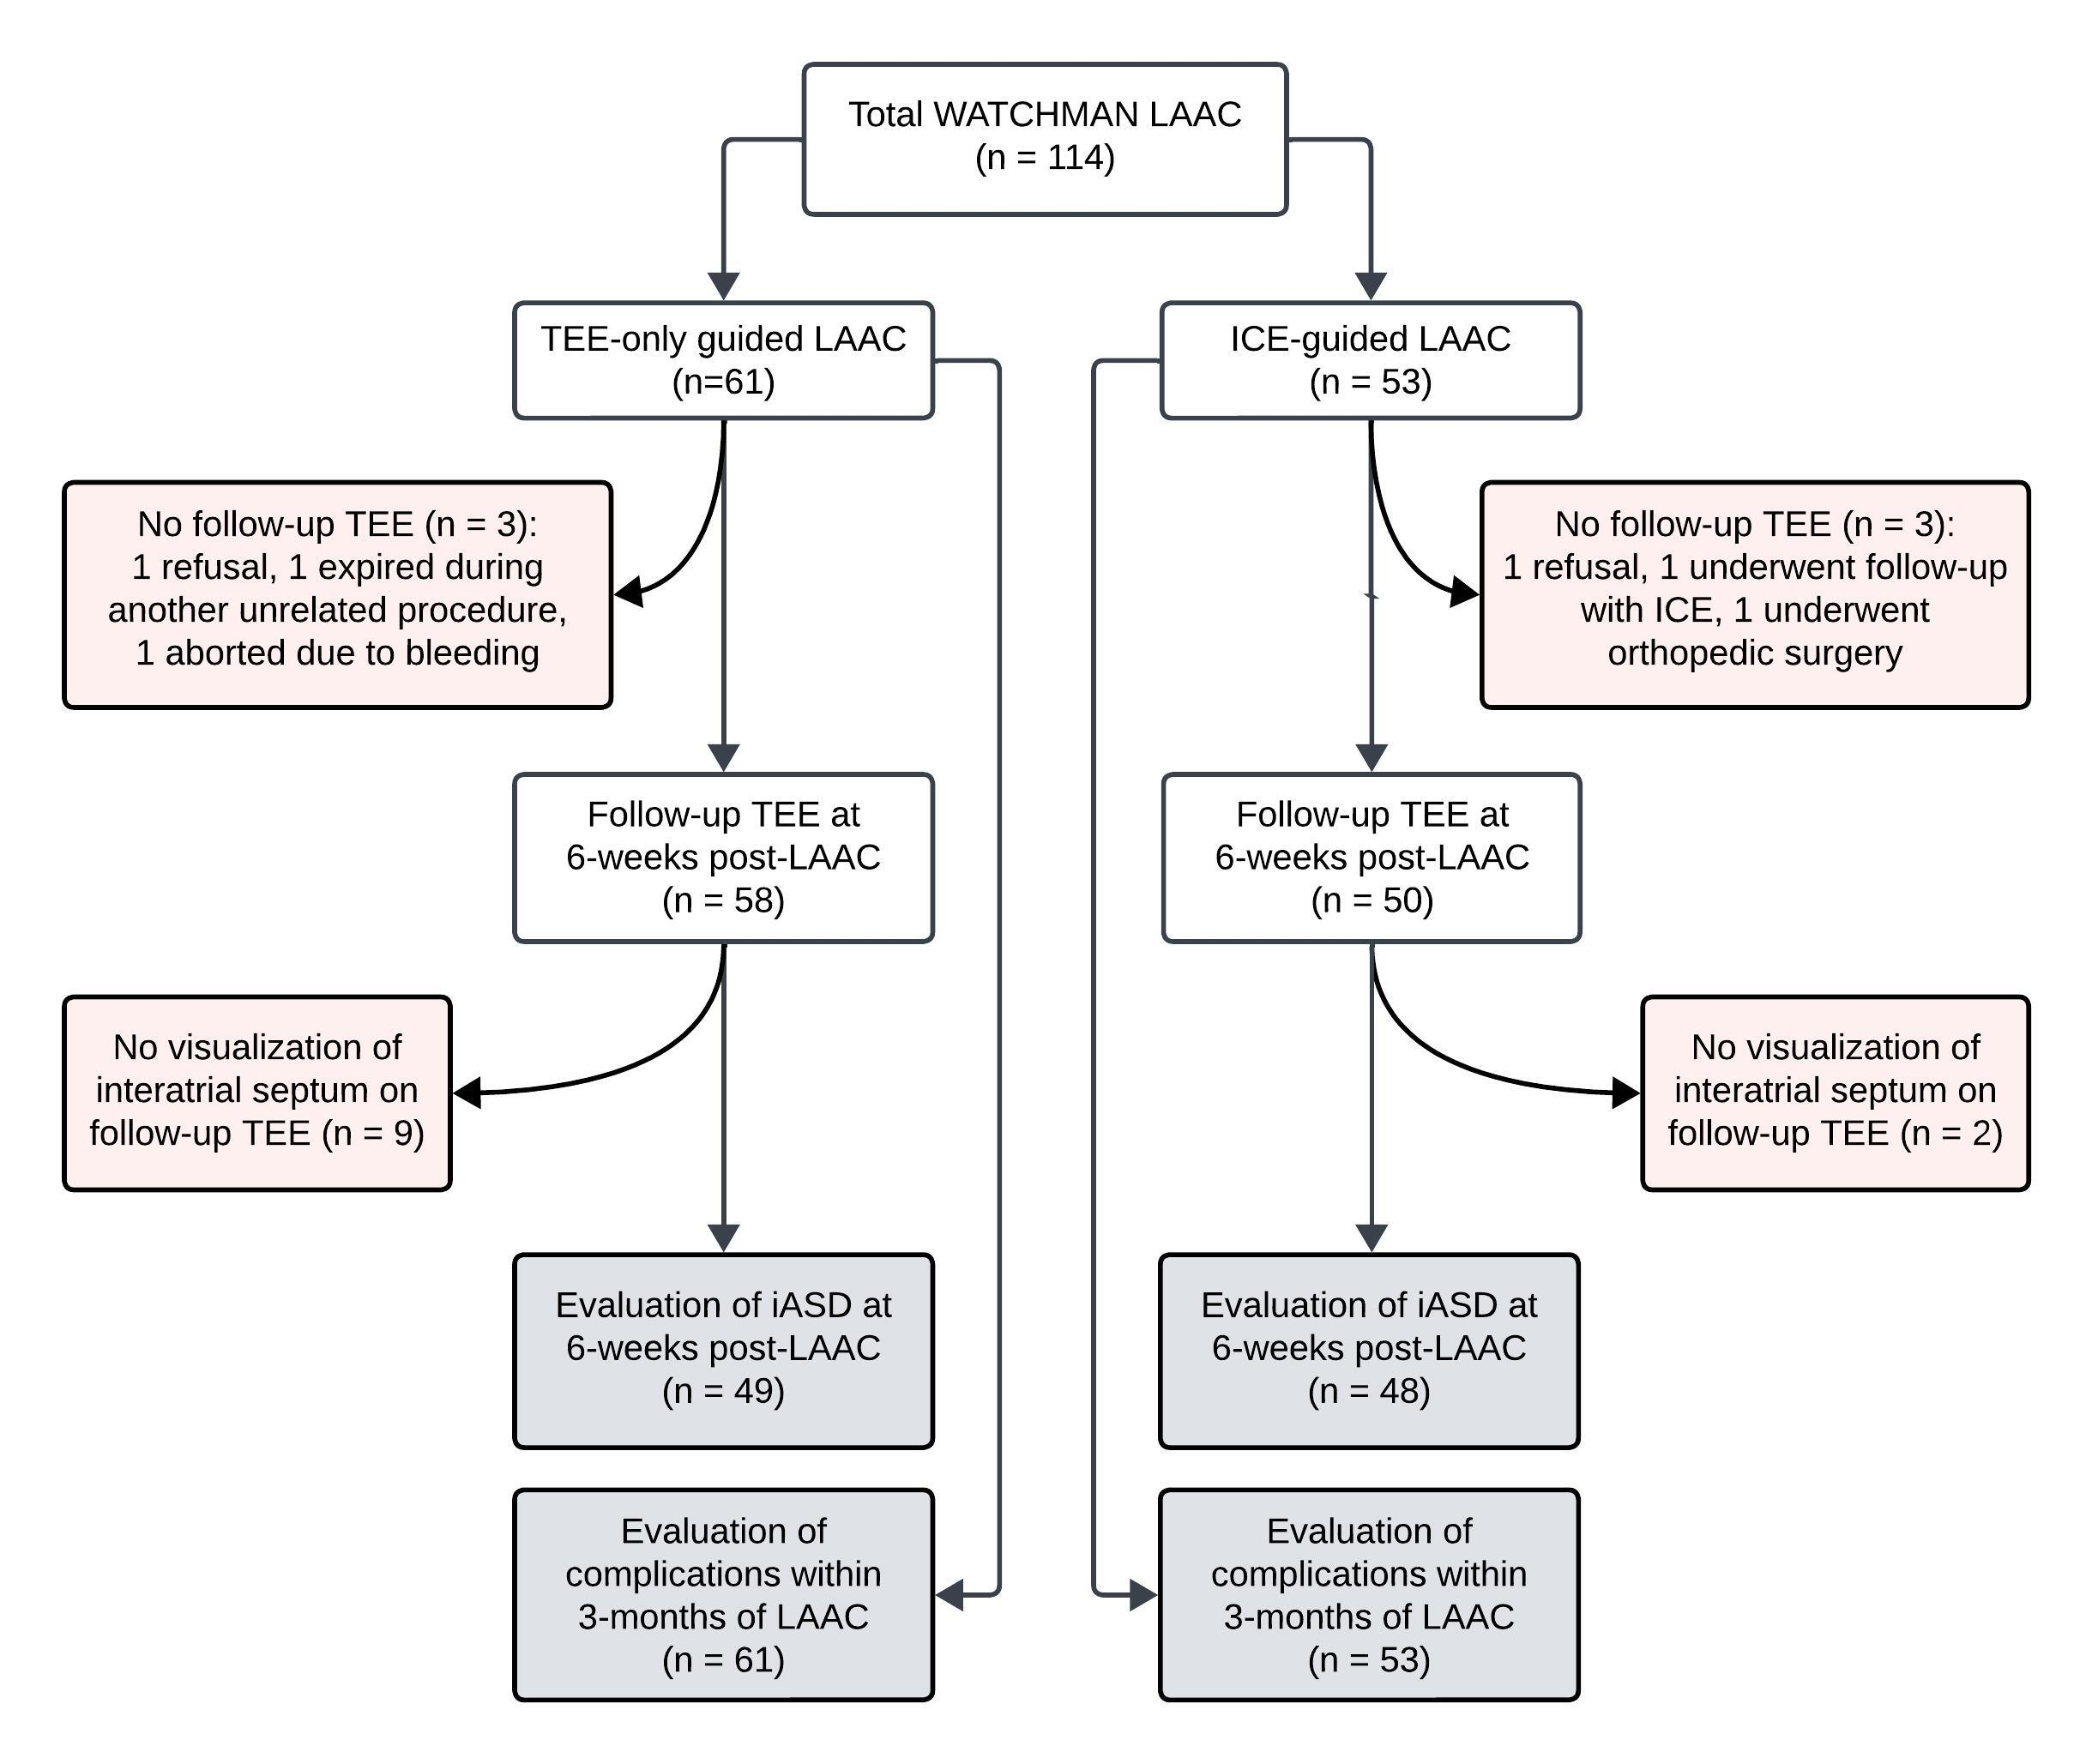 Total WATCHMAN LAAC
(n = 114)
TEE-only guided LAAC
(n=61)
ICE-guided LAAC
(n = 53)
No follow-up TEE (n = 3):
1 refusal, 1 expired during
another unrelated procedure,
1 aborted due to bleeding
No follow-up TEE (n = 3):
1 refusal, 1 underwent follow-up
with ICE, 1 underwent
orthopedic surgery
Follow-up TEE at
6-weeks post-LAAC
(n = 58)
Follow-up TEE at
6-weeks post-LAAC
(n = 50)
No visualization of
interatrial septum on
follow-up TEE (n = 9)
No visualization of
interatrial septum on
follow-up TEE (n = 2)
Evaluation of iASD at
6-weeks post-LAAC
(n = 49)
Evaluation of iASD at
6-weeks post-LAAC
(n = 48)
Evaluation of
complications within
3-months of LAAC
(n = 61)
Evaluation of
complications within
3-months of LAAC
(n = 53)